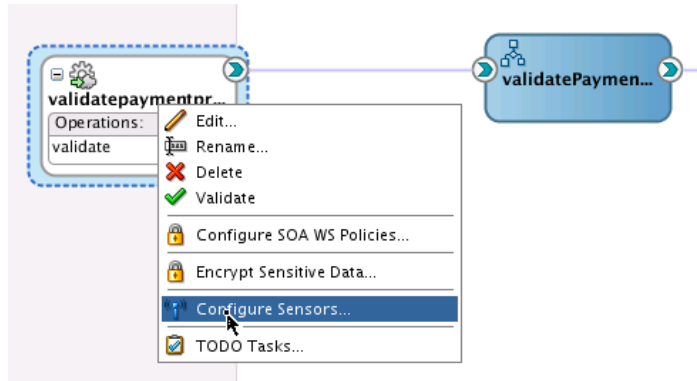 validatepaymentpr...
Operations:
validate
validatePaymen...
Edit...
Rename...
Delete
Validate
Configure SOA WS Policies...
Encrypt Sensitive Data...
Configure Sensors...
TODO Tasks...